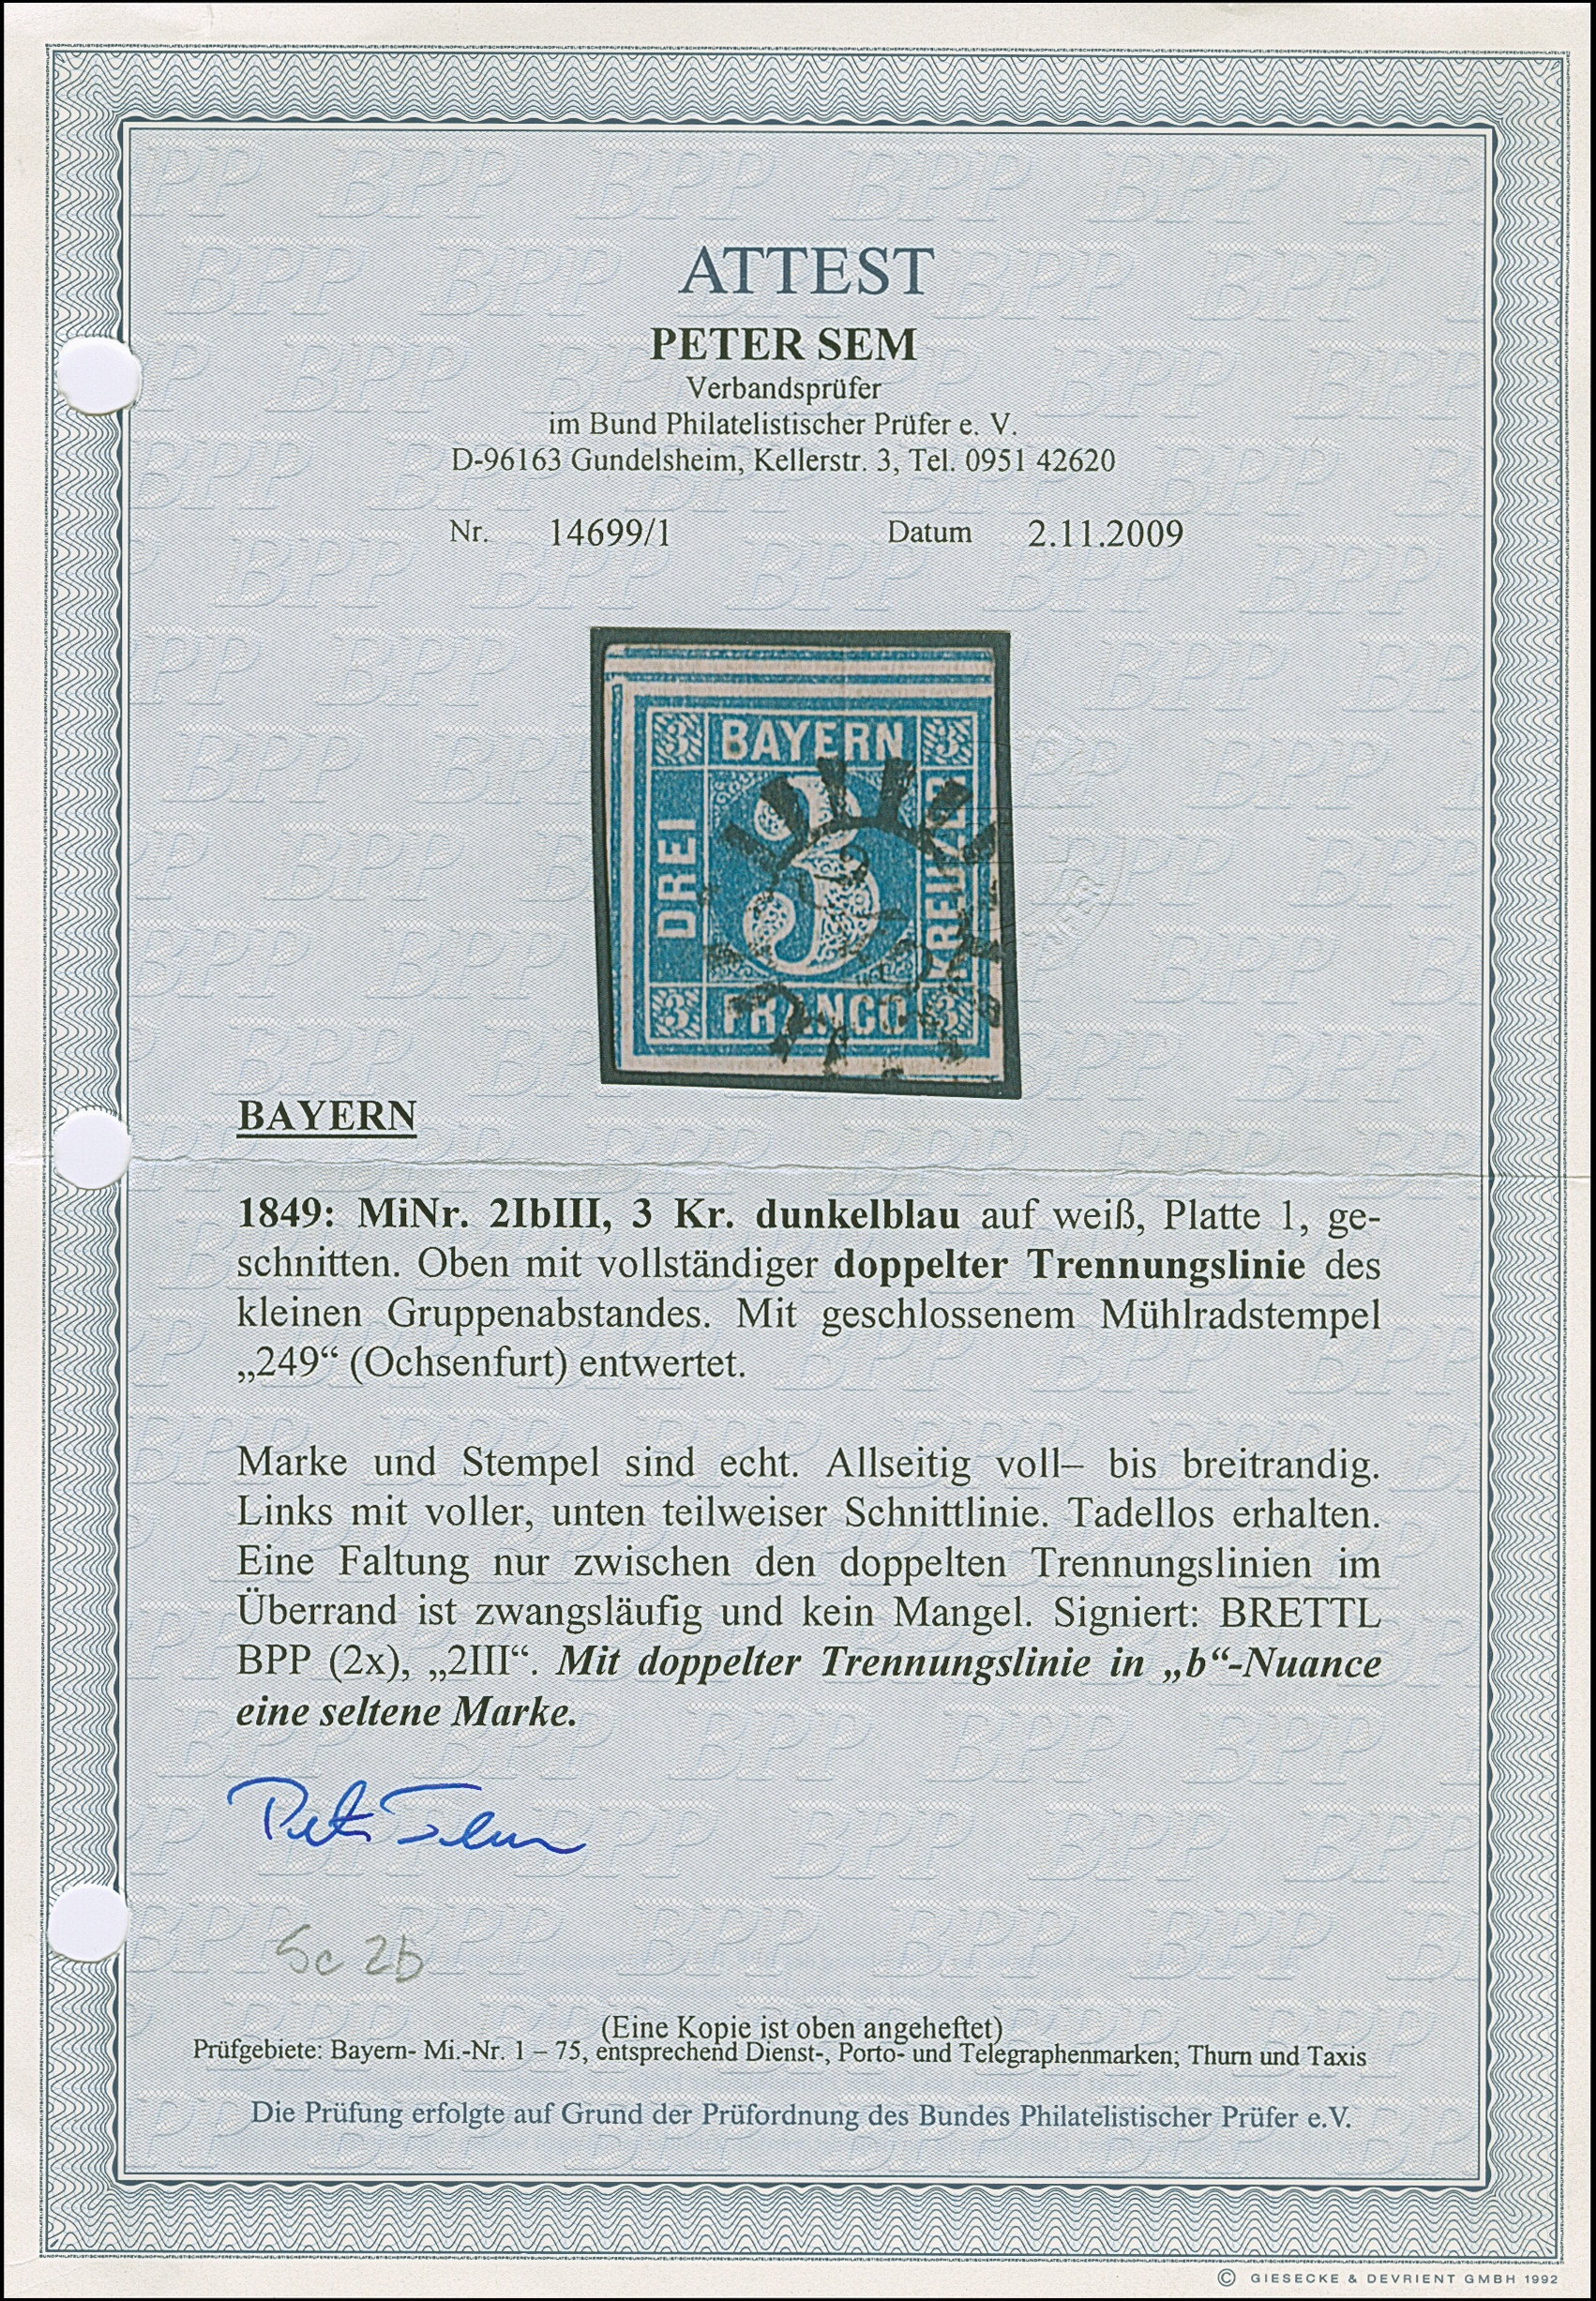 ATTEST
PETER SEM
Verbandsprüfer
im Bund Philatelistischer Prüfer e. V.
D-96163 Gundelsheim, Kellerstr. 3, Tel. 0951 42620
Nr. 14699/1 Datum 2.11.2009
3 BAYERN 3
DREI
3
KREUZER
3 FRANCO 3
BAYERN
1849: MiNr. 2IbIII, 3 Kr. dunkelblau auf weiß, Platte 1, ge-
schnitten. Oben mit vollständiger doppelter Trennungslinie des
kleinen Gruppenabstandes. Mit geschlossenem Mühlradstempel
„249“ (Ochsenfurt) entwertet.
Marke und Stempel sind echt. Allseitig voll– bis breitrandig.
Links mit voller, unten teilweiser Schnittlinie. Tadellos erhalten.
Eine Faltung nur zwischen den doppelten Trennungslinien im
Überrand ist zwangsläufig und kein Mangel. Signiert: BRETTL
BPP (2x), „2III“. Mit doppelter Trennungslinie in „b“-Nuance
eine seltene Marke.
Peter Sem
Sc 2b
(Eine Kopie ist oben angeheftet)
Prüfgebiete: Bayern- Mi.-Nr. 1 – 75, entsprechend Dienst-, Porto- und Telegraphenmarken; Thurn und Taxis
Die Prüfung erfolgte auf Grund der Prüfordnung des Bundes Philatelistischer Prüfer e.V.
© GIESECKE & DEVRIENT GMBH 1992